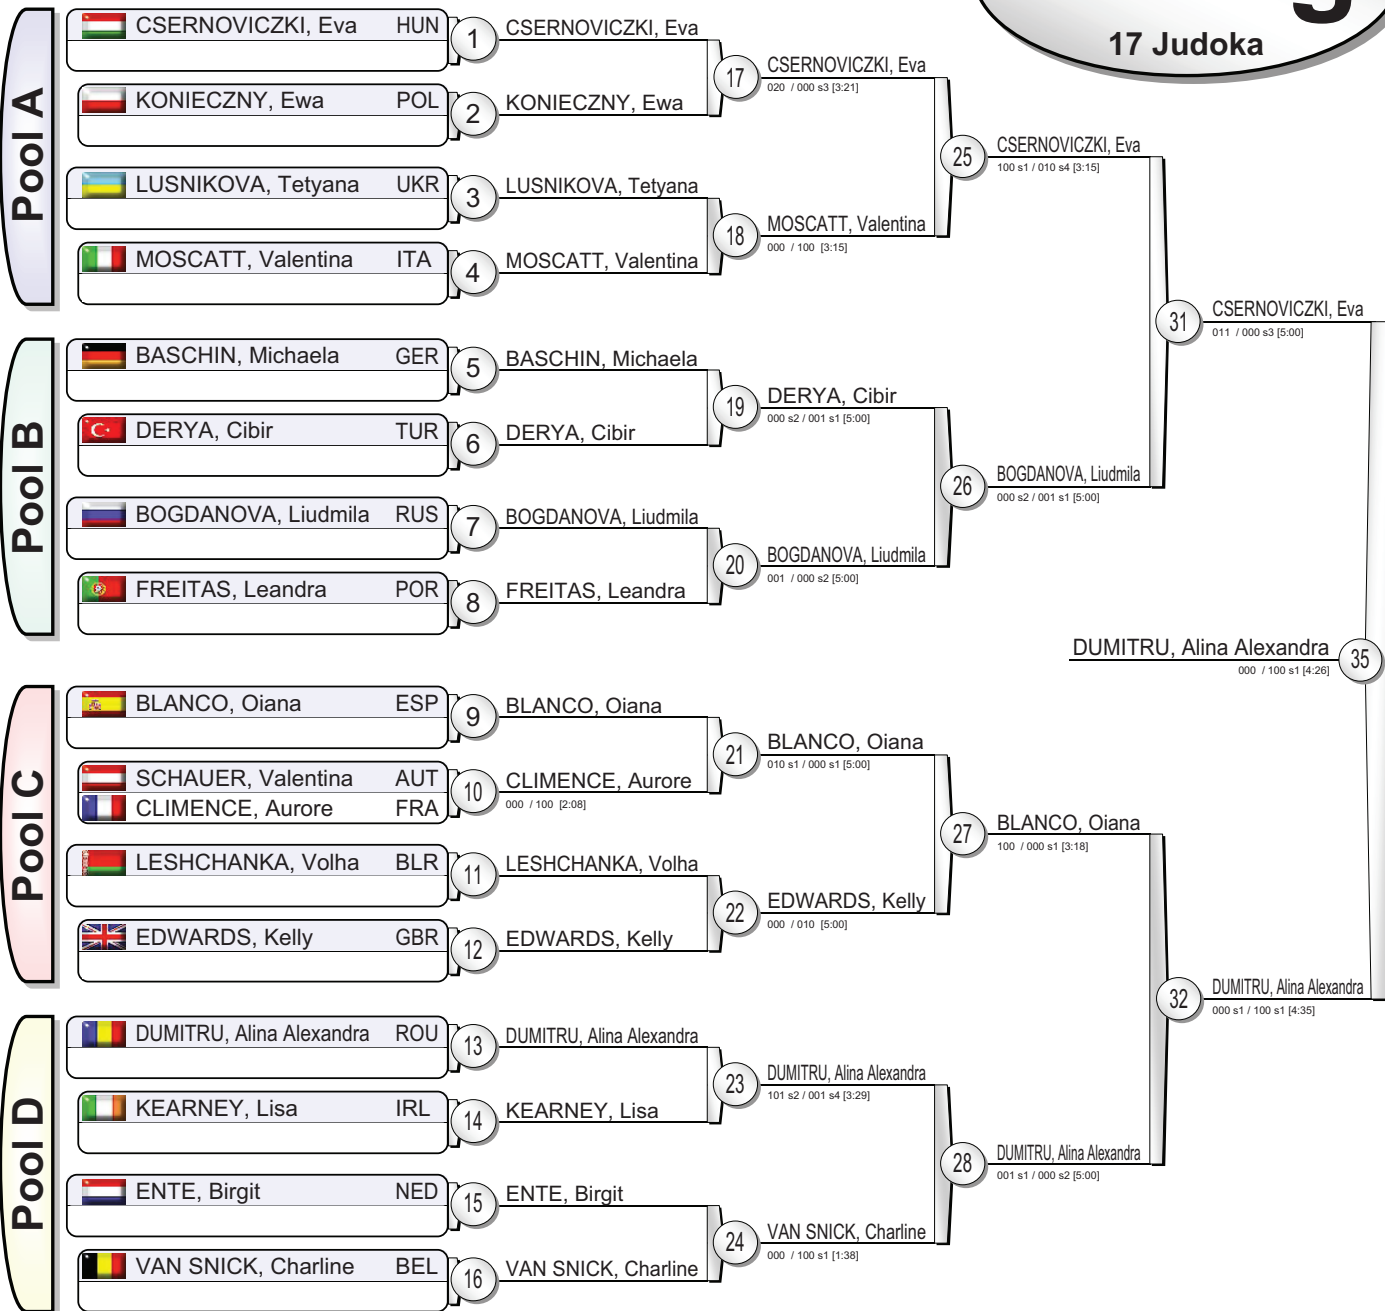 17 Judoka
Pool A
CSERNOVICZKI, Eva HUN
KONIECZNY, Ewa POL
LUSNIKOVA, Tetyana UKR
MOSCATT, Valentina ITA
1 CSERNOVICZKI, Eva
2 KONIECZNY, Ewa
3 LUSNIKOVA, Tetyana
4 MOSCATT, Valentina
17 CSERNOVICZKI, Eva
020 / 000 s3 [3:21]
18 MOSCATT, Valentina
000 / 100 [3:15]
25 CSERNOVICZKI, Eva
100 s1 / 010 s4 [3:15]
Pool B
BASCHIN, Michaela GER
DERYA, Cibir TUR
BOGDANOVA, Liudmila RUS
FREITAS, Leandra POR
5 BASCHIN, Michaela
6 DERYA, Cibir
7 BOGDANOVA, Liudmila
8 FREITAS, Leandra
19 DERYA, Cibir
000 s2 / 001 s1 [5:00]
20 BOGDANOVA, Liudmila
001 / 000 s2 [5:00]
26 BOGDANOVA, Liudmila
000 s2 / 001 s1 [5:00]
31 CSERNOVICZKI, Eva
011 / 000 s3 [5:00]
DUMITRU, Alina Alexandra 35
000 / 100 s1 [4:26]
Pool C
BLANCO, Oiana ESP
SCHAUER, Valentina AUT
CLIMENCE, Aurore FRA
LESHCHANKA, Volha BLR
EDWARDS, Kelly GBR
9 BLANCO, Oiana
10 CLIMENCE, Aurore
000 / 100 [2:08]
11 LESHCHANKA, Volha
12 EDWARDS, Kelly
21 BLANCO, Oiana
010 s1 / 000 s1 [5:00]
22 EDWARDS, Kelly
000 / 010 [5:00]
27 BLANCO, Oiana
100 / 000 s1 [3:18]
Pool D
DUMITRU, Alina Alexandra ROU
KEARNEY, Lisa IRL
ENTE, Birgit NED
VAN SNICK, Charline BEL
13 DUMITRU, Alina Alexandra
14 KEARNEY, Lisa
15 ENTE, Birgit
16 VAN SNICK, Charline
23 DUMITRU, Alina Alexandra
101 s2 / 001 s4 [3:29]
24 VAN SNICK, Charline
000 / 100 s1 [1:38]
28 DUMITRU, Alina Alexandra
001 s1 / 000 s2 [5:00]
32 DUMITRU, Alina Alexandra
000 s1 / 100 s1 [4:35]